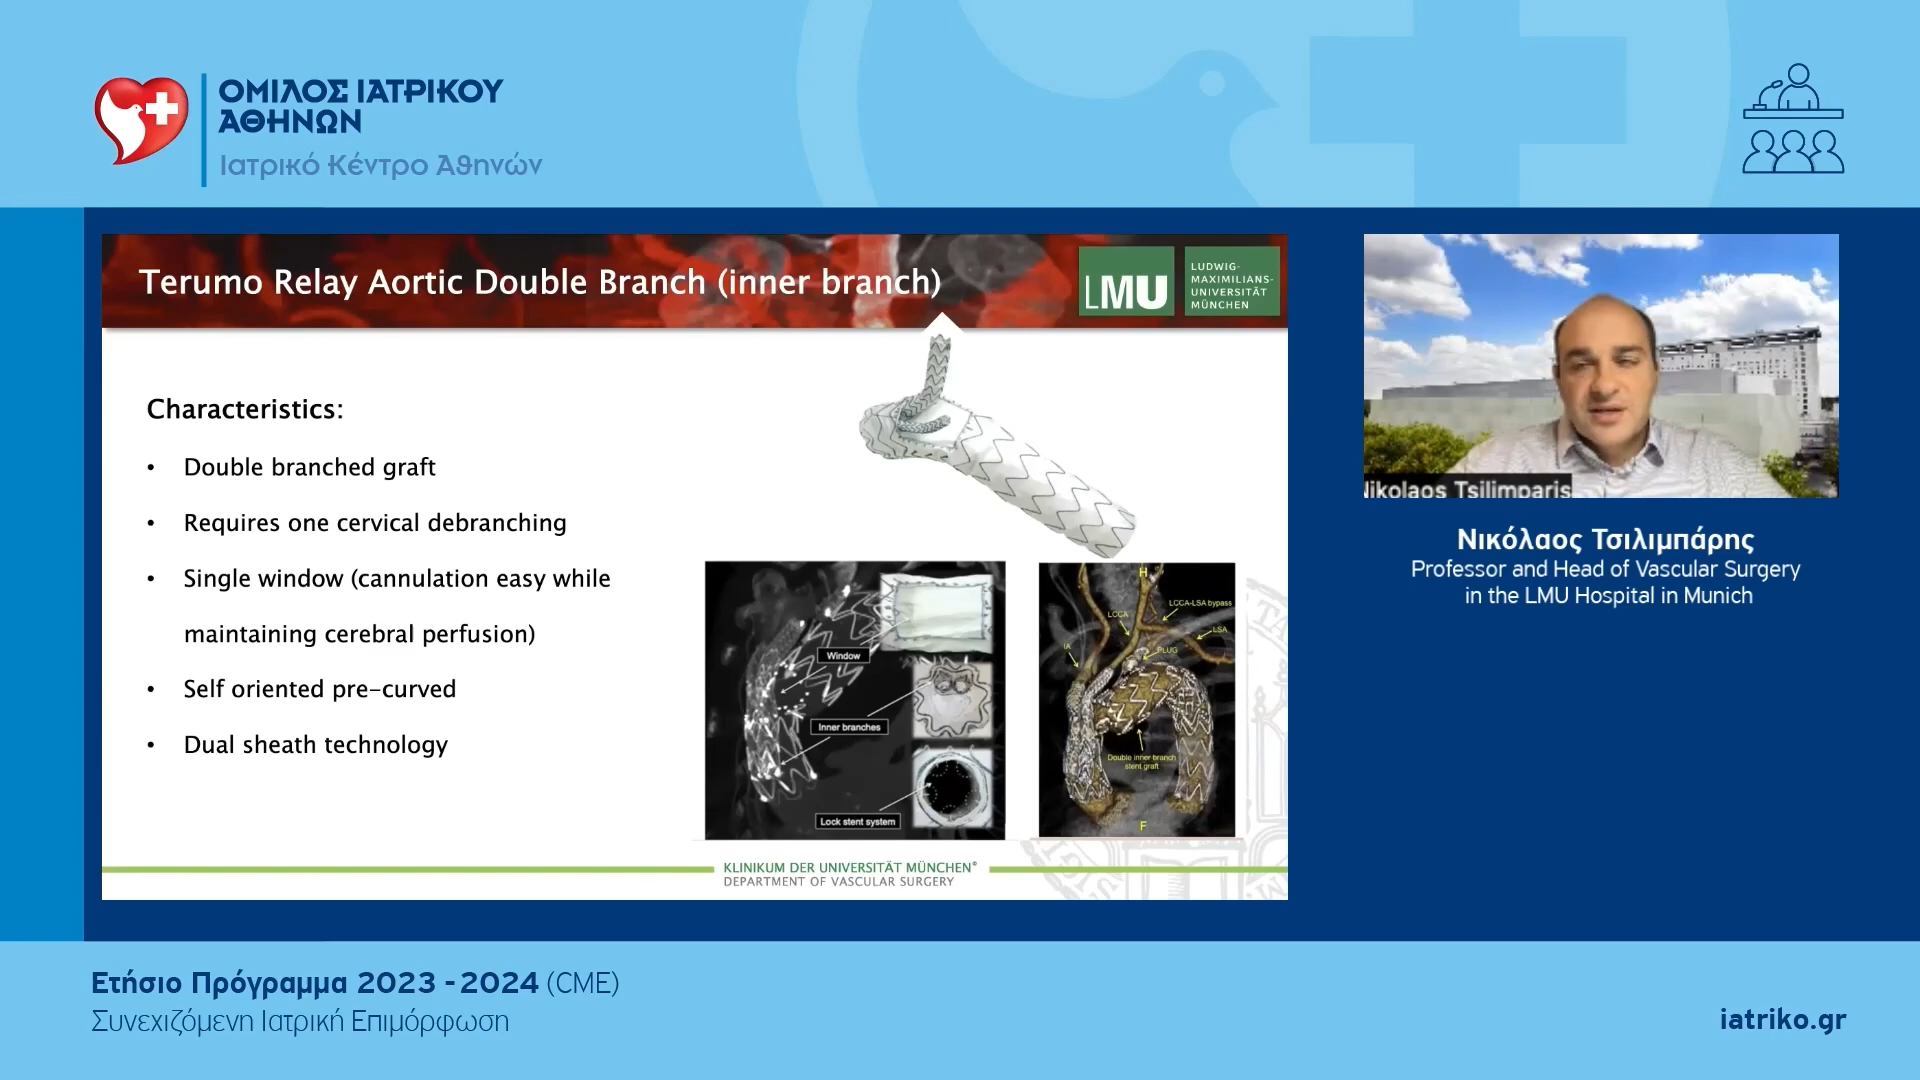 ΟΜΙΛΟΣ ΙΑΤΡΙΚΟΥ
ΑΘΗΝΩΝ
Ιατρικό Κέντρο Αθηνών
Terumo Relay Aortic Double Branch (inner branch)
LMU
LUDWIG-
MAXIMILIANS-
UNIVERSITÄT
MÜNCHEN
Characteristics:
• Double branched graft
• Requires one cervical debranching
• Single window (cannulation easy while
maintaining cerebral perfusion)
• Self oriented pre-curved
• Dual sheath technology
Window
Inner branches
Lock stent system
H
LCCA-LSA bypass
LCCA
LSA
IA
PLUG
Double inner branch
stent graft
F
KLINIKUM DER UNIVERSITÄT MÜNCHEN®
DEPARTMENT OF VASCULAR SURGERY
Nikolaos Tsilimparis
Νικόλαος Τσιλιμπάρης
Professor and Head of Vascular Surgery
in the LMU Hospital in Munich
Ετήσιο Πρόγραμμα 2023 - 2024 (CME)
Συνεχιζόμενη Ιατρική Επιμόρφωση
iatriko.gr